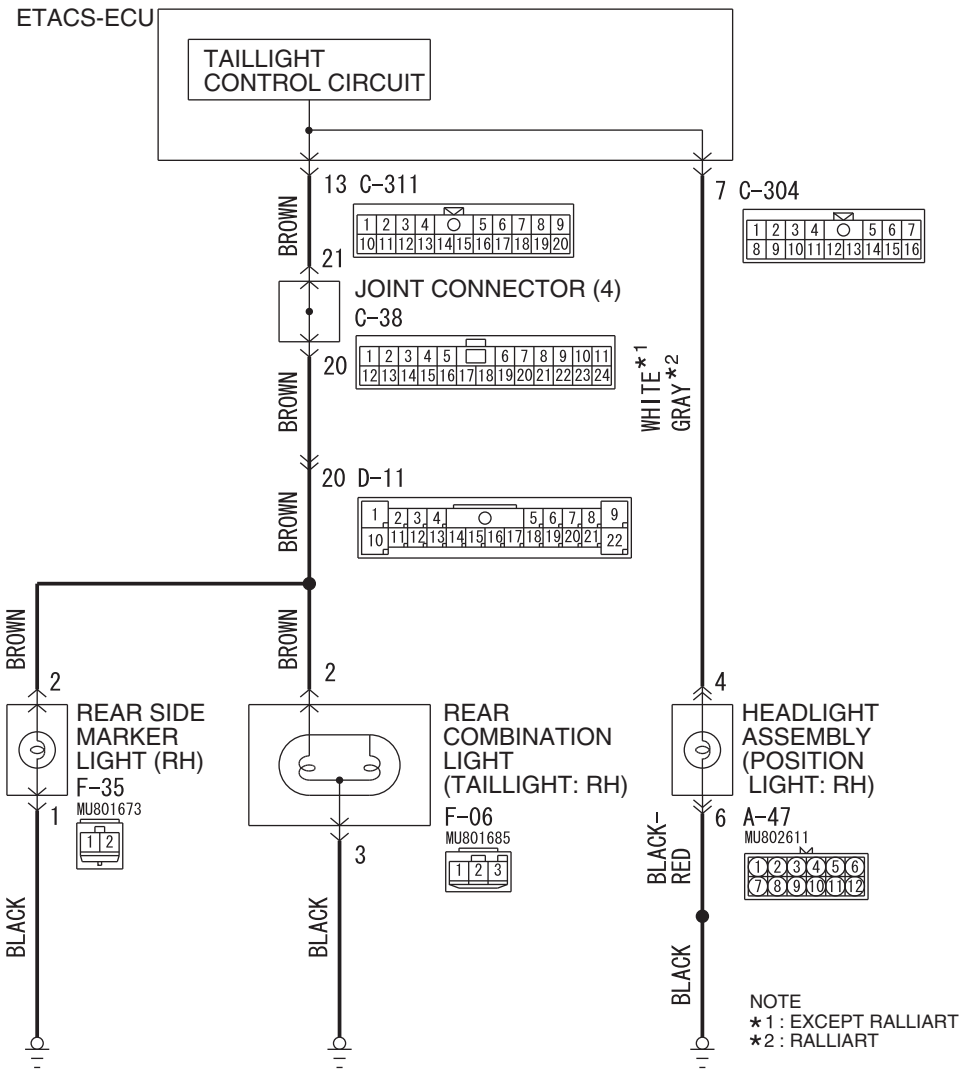 ETACS-ECU
TAILLIGHT
CONTROL CIRCUIT
13 C-311
1 2 3 4 5 6 7 8 9
10 11 12 13 14 15 16 17 18 19 20
7 C-304
1 2 3 4 5 6 7
8 9 10 11 12 13 14 15 16
BROWN
21
JOINT CONNECTOR (4)
C-38
20
1 2 3 4 5 6 7 8 9 10 11
12 13 14 15 16 17 18 19 20 21 22 23 24
WHITE*1
GRAY*2
BROWN
20 D-11
1 2 3 4 5 6 7 8 9
10 11 12 13 14 15 16 17 18 19 20 21 22
BROWN
BROWN
BROWN
2
REAR SIDE
MARKER
LIGHT (RH)
F-35
MU801673
1 2
1
2
REAR
COMBINATION
LIGHT
(TAILLIGHT: RH)
F-06
MU801685
1 2 3
3
4
HEADLIGHT
ASSEMBLY
(POSITION
LIGHT: RH)
6 A-47
MU802611
1 2 3 4 5 6
7 8 9 10 11 12
BLACK-
RED
BLACK
BLACK
BLACK
NOTE
*1 : EXCEPT RALLIART
*2 : RALLIART